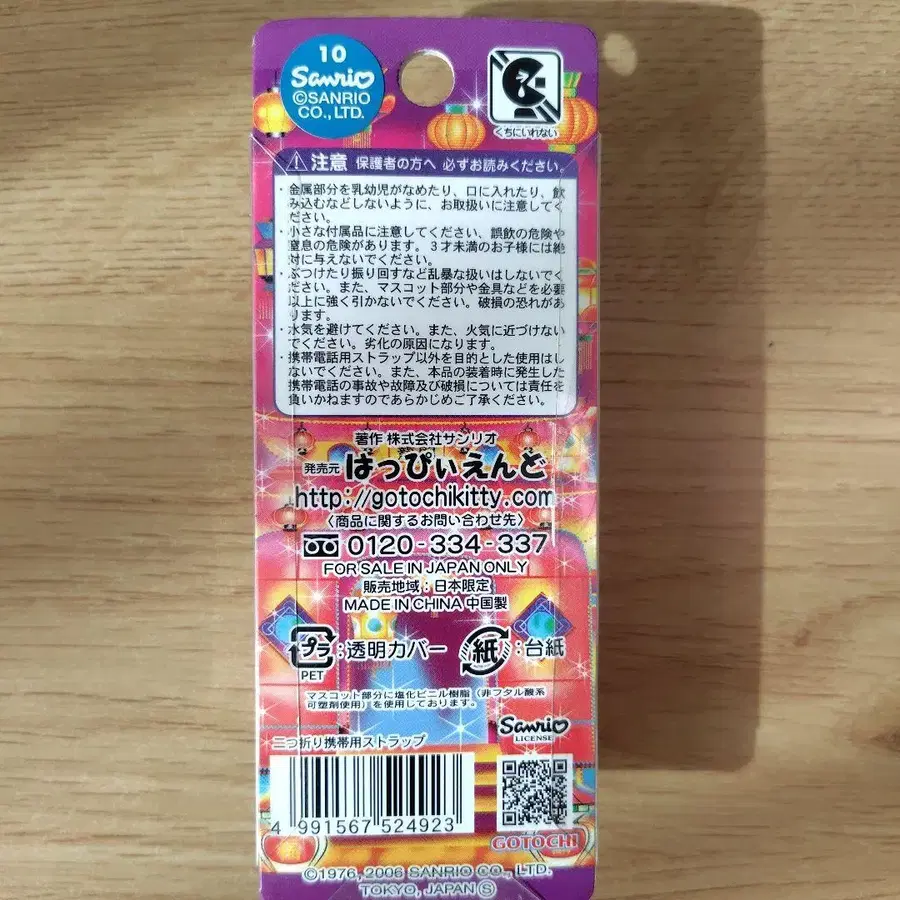 10
Sanrio
©SANRIO
CO., LTD.
くちにいれない
注意 保護者の方へ 必ずお読みください。
・金属部分を乳幼児がなめたり、口に入れたり、飲
み込むなどしないように、お取扱いに注意してく
ださい。
・小さな付属品に注意してください、誤飲の危険や
窒息の危険があります。3才未満のお子様には絶
対に与えないでください。
・ぶつけたり振り回すなど乱暴な扱いはしないでく
ださい。また、マスコット部分や金具などを必要
以上に強く引かないでください。破損の恐れがあ
ります。
・水気を避けてください。また、火気に近づけない
でください。劣化の原因になります。
・携帯電話用ストラップ以外を目的とした使用はし
ないでください。また、本品の装着時に発生した
携帯電話の事故や故障及び破損については責任を
負いかねますのであらかじめご了承ください。
著作 株式会社サンリオ
発売元 はっぴぃえんど
http://gotochikitty.com
〈商品に関するお問い合わせ先〉
0120-334-337
FOR SALE IN JAPAN ONLY
販売地域：日本限定
MADE IN CHINA 中国製
プラ：透明カバー 紙：台紙
PET
マスコット部分に塩化ビニル樹脂（非フタル酸系
可塑剤使用）を使用しております。
Sanrio
LICENSE
二つ折り携帯用ストラップ
4 991567 524923
GOTOCHI
©1976, 2006 SANRIO CO., LTD.
TOKYO, JAPAN Ⓢ